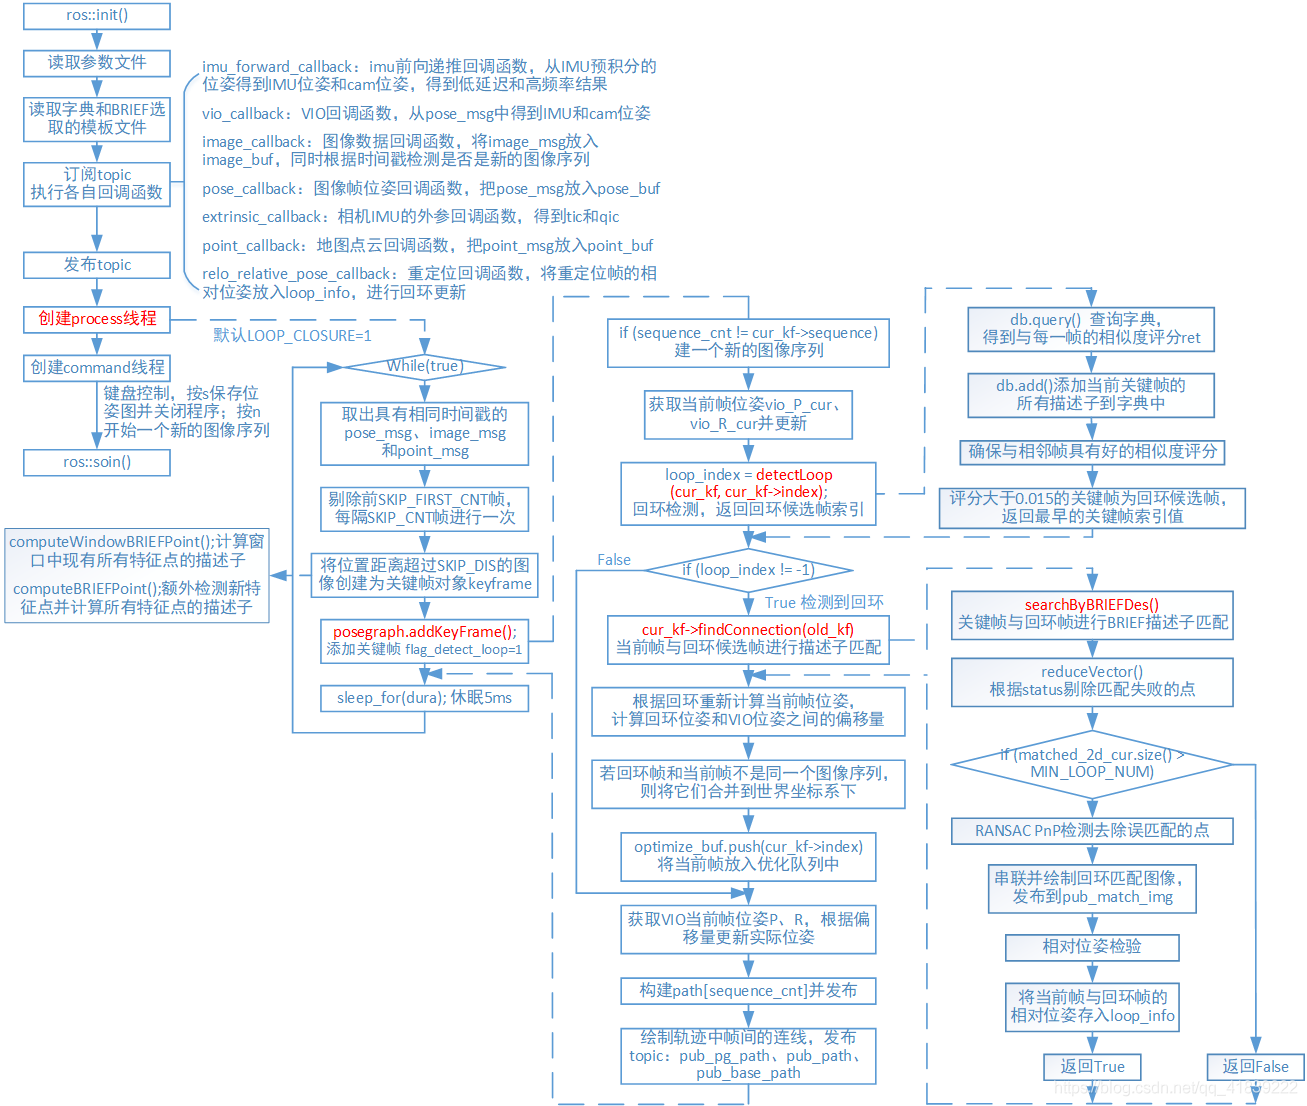 ros::init()
读取参数文件
读取字典和BRIEF选
取的模板文件
订阅topic
执行各自回调函数
发布topic
创建process线程
创建command线程
键盘控制，按s保存位
姿图并关闭程序；按n
开始一个新的图像序列
ros::soin()
imu_forward_callback：imu前向递推回调函数，从IMU预积分的
位姿得到IMU位姿和cam位姿，得到低延迟和高频率结果
vio_callback：VIO回调函数，从pose_msg中得到IMU和cam位姿
image_callback：图像数据回调函数，将image_msg放入
image_buf，同时根据时间戳检测是否是新的图像序列
pose_callback：图像帧位姿回调函数，把pose_msg放入pose_buf
extrinsic_callback：相机IMU的外参回调函数，得到tic和qic
point_callback：地图点云回调函数，把point_msg放入point_buf
relo_relative_pose_callback：重定位回调函数，将重定位帧的相
对位姿放入loop_info，进行回环更新
默认LOOP_CLOSURE=1
While(true)
取出具有相同时间戳的
pose_msg、image_msg
和point_msg
剔除前SKIP_FIRST_CNT帧，
每隔SKIP_CNT帧进行一次
将位置距离超过SKIP_DIS的图
像创建为关键帧对象keyframe
computeWindowBRIEFPoint();计算窗
口中现有所有特征点的描述子
computeBRIEFPoint();额外检测新特
征点并计算所有特征点的描述子
posegraph.addKeyFrame();
添加关键帧 flag_detect_loop=1
sleep_for(dura); 休眠5ms
if (sequence_cnt != cur_kf->sequence)
建一个新的图像序列
获取当前帧位姿vio_P_cur、
vio_R_cur并更新
loop_index = detectLoop
(cur_kf, cur_kf->index);
回环检测，返回回环候选帧索引
False
if (loop_index != -1)
True 检测到回环
cur_kf->findConnection(old_kf)
当前帧与回环候选帧进行描述子匹配
根据回环重新计算当前帧位姿，
计算回环位姿和VIO位姿之间的偏移量
若回环帧和当前帧不是同一个图像序列，
则将它们合并到世界坐标系下
optimize_buf.push(cur_kf->index)
将当前帧放入优化队列中
获取VIO当前帧位姿P、R，根据偏
移量更新实际位姿
构建path[sequence_cnt]并发布
绘制轨迹中帧间的连线，发布
topic：pub_pg_path、pub_path、
pub_base_path
db.query() 查询字典，
得到与每一帧的相似度评分ret
db.add()添加当前关键帧的
所有描述子到字典中
确保与相邻帧具有好的相似度评分
评分大于0.015的关键帧为回环候选帧，
返回最早的关键帧索引值
searchByBRIEFDes()
关键帧与回环帧进行BRIEF描述子匹配
reduceVector()
根据status剔除匹配失败的点
if (matched_2d_cur.size() >
MIN_LOOP_NUM)
RANSAC PnP检测去除误匹配的点
串联并绘制回环匹配图像，
发布到pub_match_img
相对位姿检验
将当前帧与回环帧的
相对位姿存入loop_info
返回True
返回False